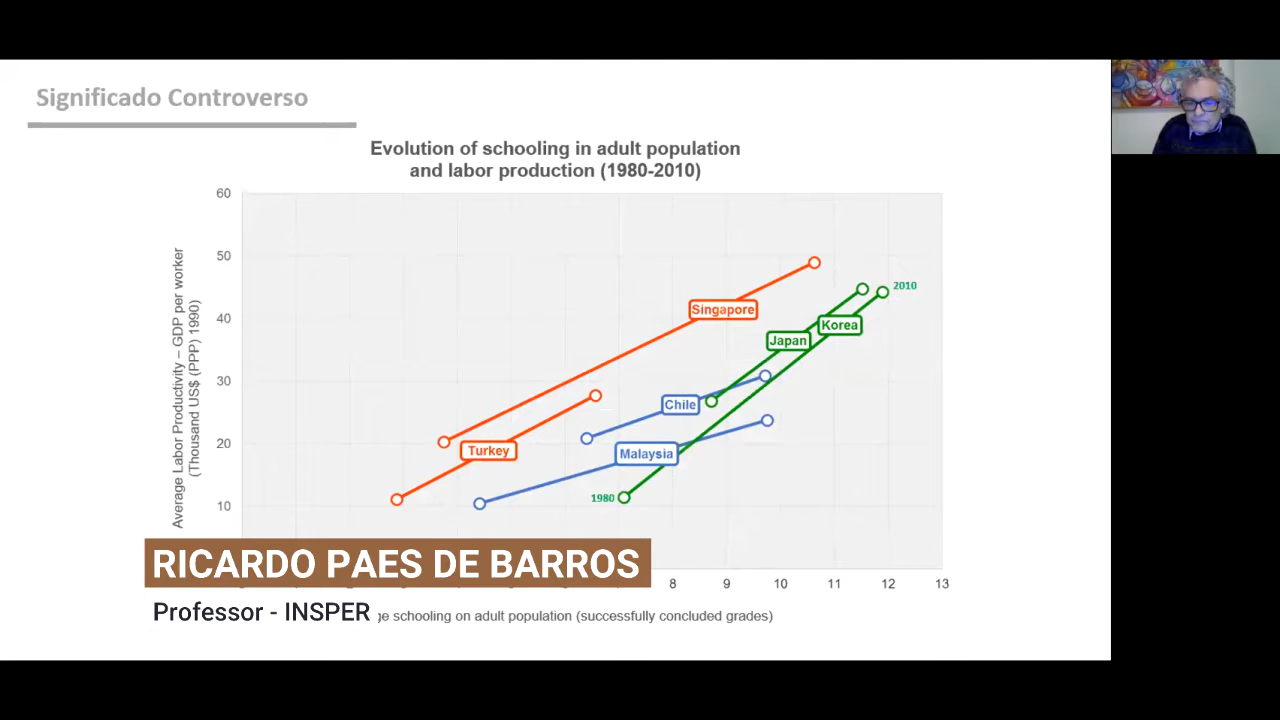 Significado Controverso
Evolution of schooling in adult population
and labor production (1980-2010)
Average Labor Productivity – GDP per worker
(Thousand US$ (PPP) 1990)
60
50
40
30
20
10
Singapore
2010
Korea
Japan
Chile
Turkey
Malaysia
1980
RICARDO PAES DE BARROS
8 9 10 11 12 13
Professor - INSPER
schooling on adult population (successfully concluded grades)